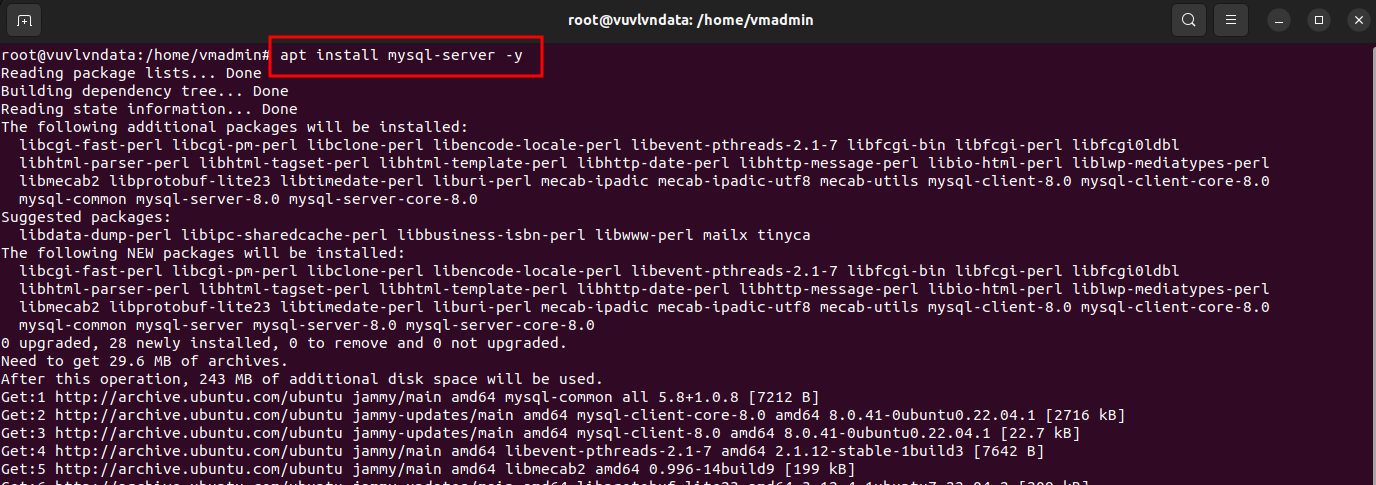 root@vuvlvndata: /home/vmadmin
root@vuvlvndata:/home/vmadmin# apt install mysql-server -y
Reading package lists... Done
Building dependency tree... Done
Reading state information... Done
The following additional packages will be installed:
  libcgi-fast-perl libcgi-pm-perl libclone-perl libencode-locale-perl libevent-pthreads-2.1-7 libfcgi-bin libfcgi-perl libfcgi0ldbl
  libhtml-parser-perl libhtml-tagset-perl libhtml-template-perl libhttp-date-perl libhttp-message-perl libio-html-perl liblwp-mediatypes-perl
  libmecab2 libprotobuf-lite23 libtimedate-perl liburi-perl mecab-ipadic mecab-ipadic-utf8 mecab-utils mysql-client-8.0 mysql-client-core-8.0
  mysql-common mysql-server-8.0 mysql-server-core-8.0
Suggested packages:
  libdata-dump-perl libipc-sharedcache-perl libbusiness-isbn-perl libwww-perl mailx tinyca
The following NEW packages will be installed:
  libcgi-fast-perl libcgi-pm-perl libclone-perl libencode-locale-perl libevent-pthreads-2.1-7 libfcgi-bin libfcgi-perl libfcgi0ldbl
  libhtml-parser-perl libhtml-tagset-perl libhtml-template-perl libhttp-date-perl libhttp-message-perl libio-html-perl liblwp-mediatypes-perl
  libmecab2 libprotobuf-lite23 libtimedate-perl liburi-perl mecab-ipadic mecab-ipadic-utf8 mecab-utils mysql-client-8.0 mysql-client-core-8.0
  mysql-common mysql-server mysql-server-8.0 mysql-server-core-8.0
0 upgraded, 28 newly installed, 0 to remove and 0 not upgraded.
Need to get 29.6 MB of archives.
After this operation, 243 MB of additional disk space will be used.
Get:1 http://archive.ubuntu.com/ubuntu jammy/main amd64 mysql-common all 5.8+1.0.8 [7212 B]
Get:2 http://archive.ubuntu.com/ubuntu jammy-updates/main amd64 mysql-client-core-8.0 amd64 8.0.41-0ubuntu0.22.04.1 [2716 kB]
Get:3 http://archive.ubuntu.com/ubuntu jammy-updates/main amd64 mysql-client-8.0 amd64 8.0.41-0ubuntu0.22.04.1 [22.7 kB]
Get:4 http://archive.ubuntu.com/ubuntu jammy/main amd64 libevent-pthreads-2.1-7 amd64 2.1.12-stable-1build3 [7642 B]
Get:5 http://archive.ubuntu.com/ubuntu jammy/main amd64 libmecab2 amd64 0.996-14build9 [199 kB]